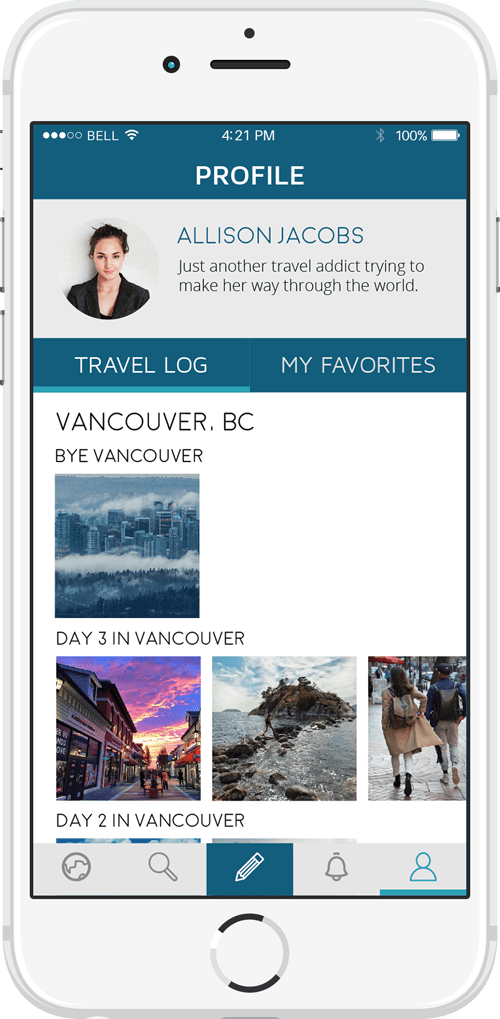 BELL 4:21 PM 100%
PROFILE
ALLISON JACOBS
Just another travel addict trying to
make her way through the world.
TRAVEL LOG MY FAVORITES
VANCOUVER, BC
BYE VANCOUVER
DAY 3 IN VANCOUVER
DAY 2 IN VANCOUVER